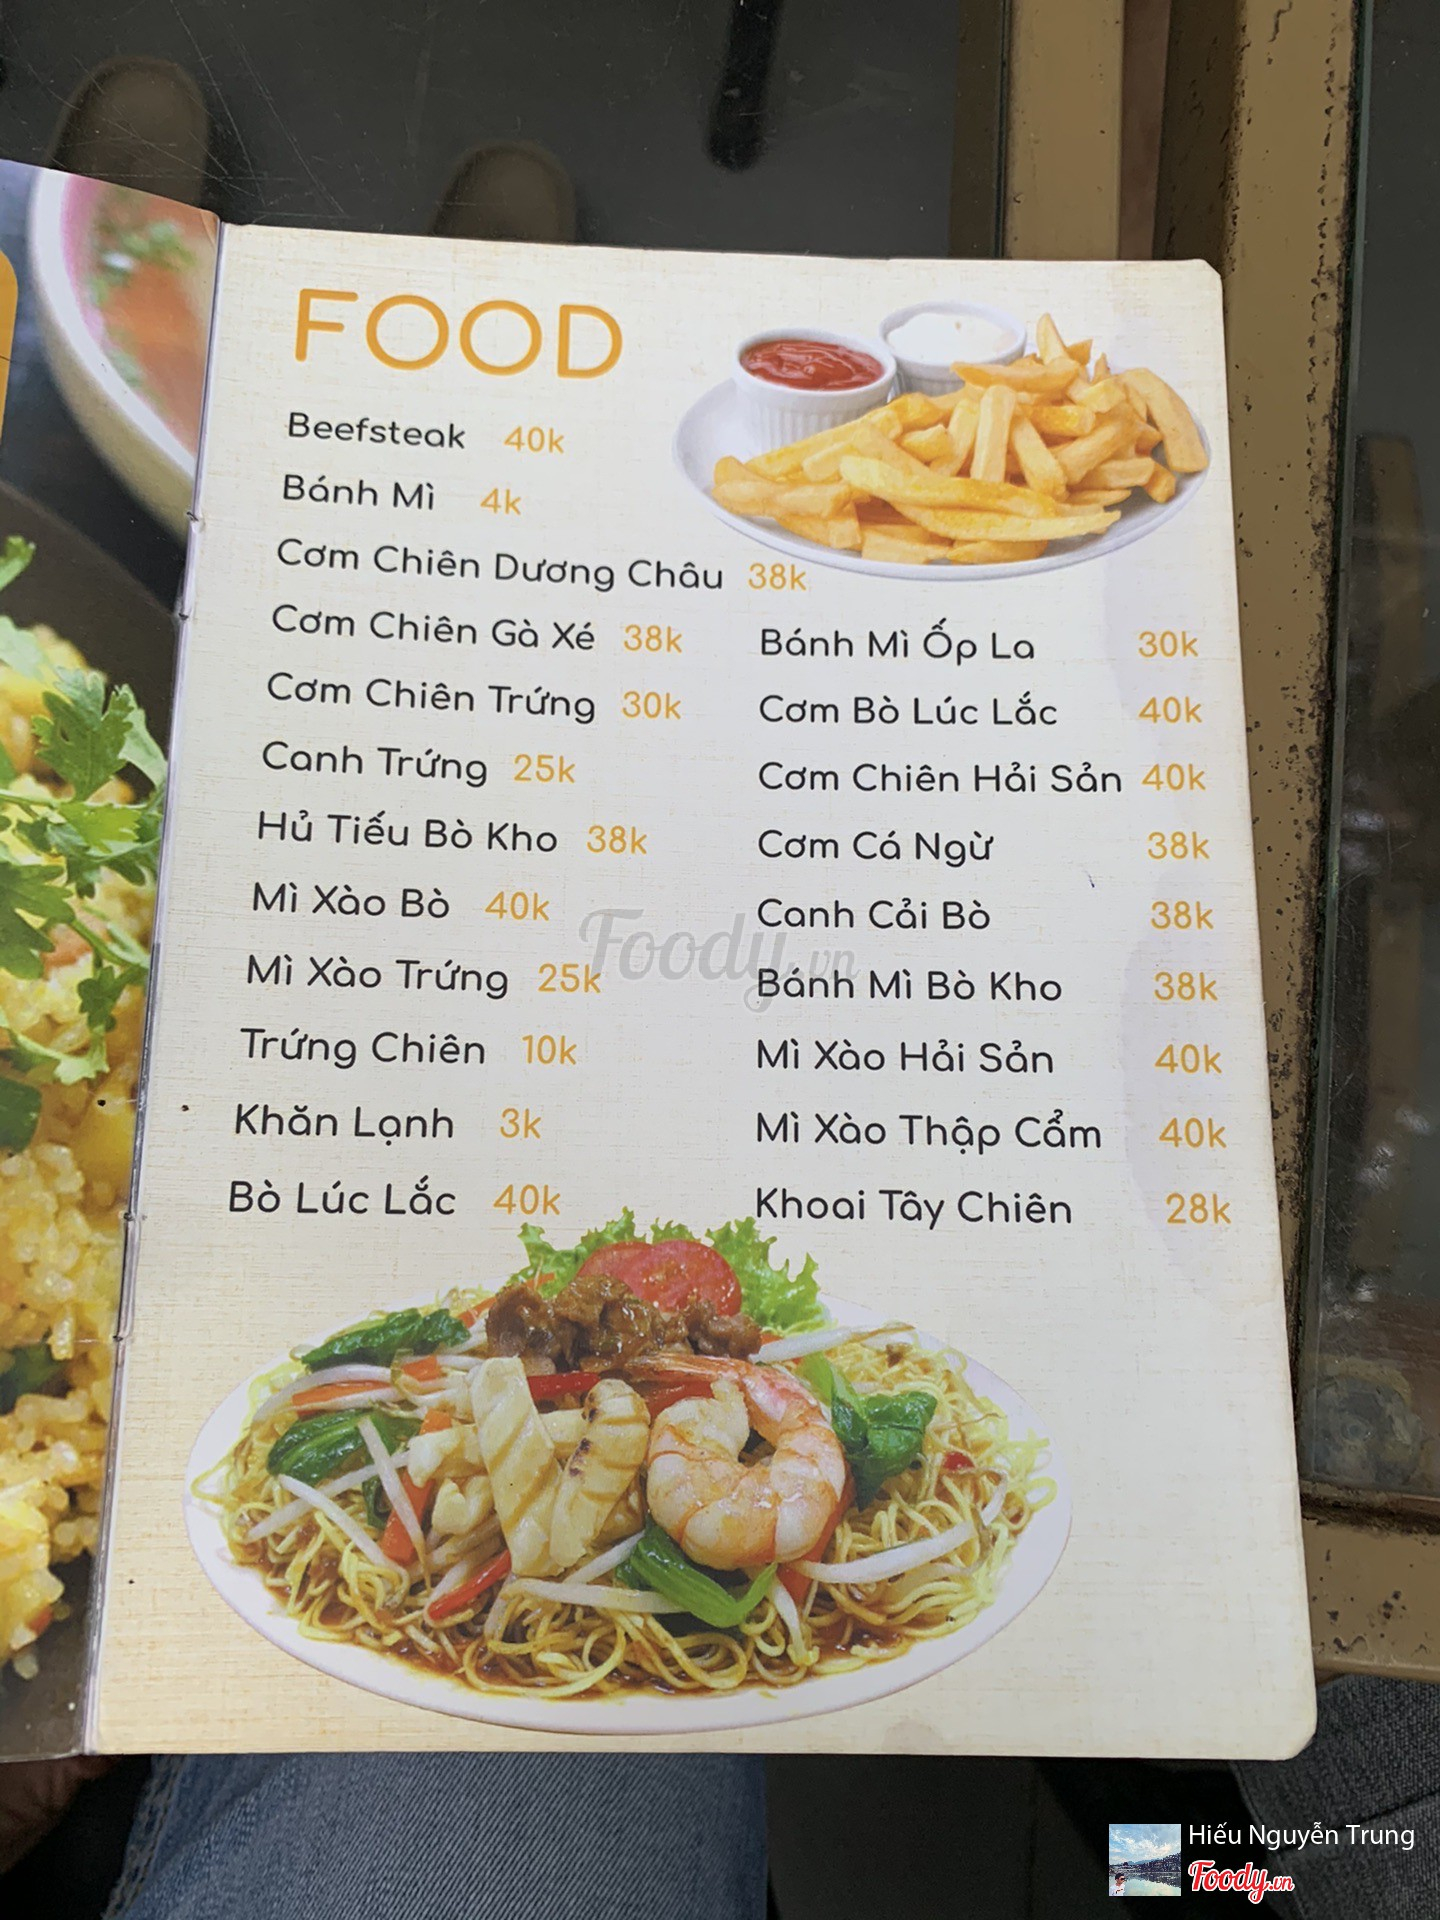 FOOD
Beefsteak 40k
Bánh Mì 4k
Cơm Chiên Dương Châu 38k
Cơm Chiên Gà Xé 38k
Cơm Chiên Trứng 30k
Canh Trứng 25k
Hủ Tiếu Bò Kho 38k
Mì Xào Bò 40k
Mì Xào Trứng 25k
Trứng Chiên 10k
Khăn Lạnh 3k
Bò Lúc Lắc 40k
Bánh Mì Ốp La 30k
Cơm Bò Lúc Lắc 40k
Cơm Chiên Hải Sản 40k
Cơm Cá Ngừ 38k
Canh Cải Bò 38k
Bánh Mì Bò Kho 38k
Mì Xào Hải Sản 40k
Mì Xào Thập Cẩm 40k
Khoai Tây Chiên 28k
Foody.vn
Hiếu Nguyễn Trung
Foody.vn